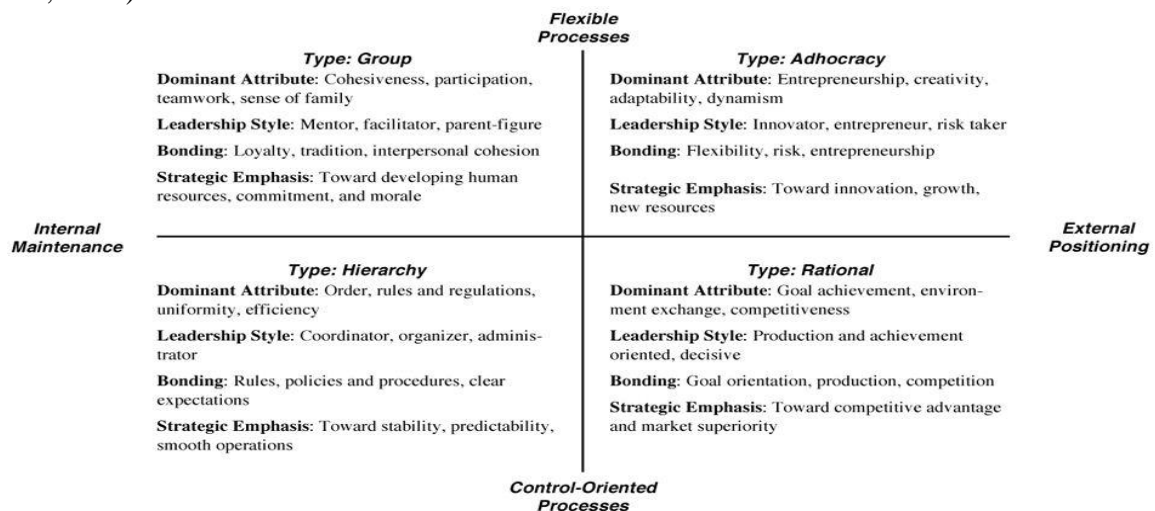 Flexible
Processes
Type: Group
Dominant Attribute: Cohesiveness, participation,
teamwork, sense of family
Leadership Style: Mentor, facilitator, parent-figure
Bonding: Loyalty, tradition, interpersonal cohesion
Strategic Emphasis: Toward developing human
resources, commitment, and morale
Type: Adhocracy
Dominant Attribute: Entrepreneurship, creativity,
adaptability, dynamism
Leadership Style: Innovator, entrepreneur, risk taker
Bonding: Flexibility, risk, entrepreneurship
Strategic Emphasis: Toward innovation, growth,
new resources
Internal
Maintenance
External
Positioning
Type: Hierarchy
Dominant Attribute: Order, rules and regulations,
uniformity, efficiency
Leadership Style: Coordinator, organizer, adminis-
trator
Bonding: Rules, policies and procedures, clear
expectations
Strategic Emphasis: Toward stability, predictability,
smooth operations
Type: Rational
Dominant Attribute: Goal achievement, environ-
ment exchange, competitiveness
Leadership Style: Production and achievement
oriented, decisive
Bonding: Goal orientation, production, competition
Strategic Emphasis: Toward competitive advantage
and market superiority
Control-Oriented
Processes